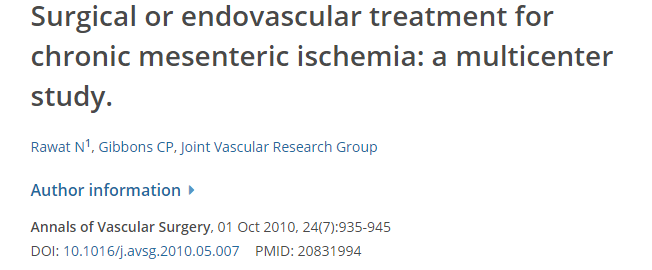 Surgical or endovascular treatment for
chronic mesenteric ischemia: a multicenter
study.
Rawat N1, Gibbons CP, Joint Vascular Research Group
Author information
Annals of Vascular Surgery, 01 Oct 2010, 24(7):935-945
DOI: 10.1016/j.avsg.2010.05.007 PMID: 20831994